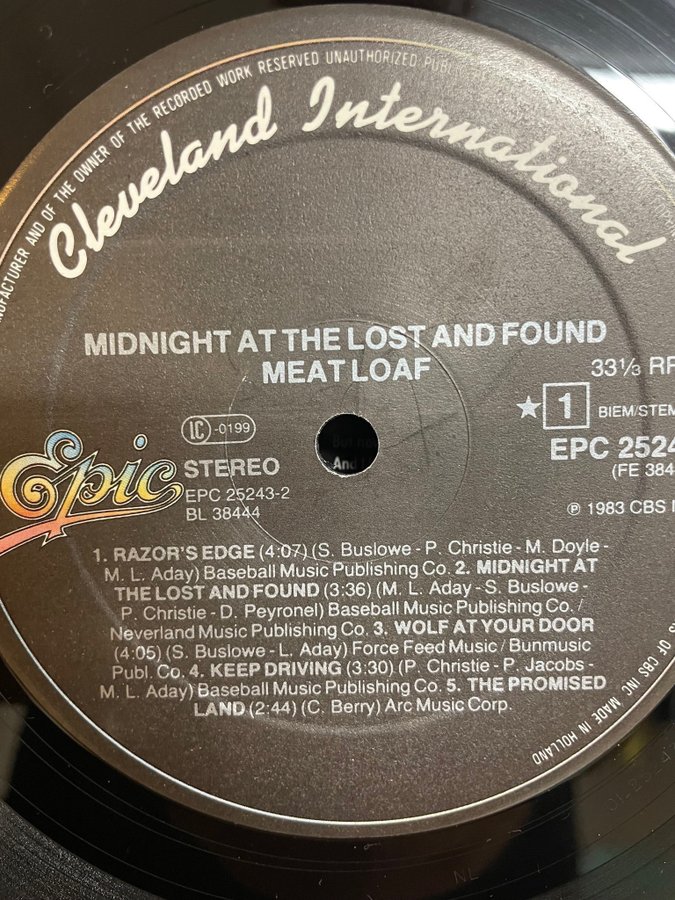 NUFACTURER AND OF THE OWNER OF THE RECORDED WORK RESERVED UNAUTHORIZED PUBL
Cleveland International
MIDNIGHT AT THE LOST AND FOUND
MEAT LOAF
33⅓ RP
IC -0199
★ 1 BIEM/STEM
Epic
STEREO
EPC 2524
(FE 384
EPC 25243-2
BL 38444
℗ 1983 CBS I
But
And
1. RAZOR'S EDGE (4:07) (S. Buslowe - P. Christie - M. Doyle -
M. L. Aday) Baseball Music Publishing Co. 2. MIDNIGHT AT
THE LOST AND FOUND (3:36) (M. L. Aday - S. Buslowe -
P. Christie - D. Peyronel) Baseball Music Publishing Co. /
Neverland Music Publishing Co. 3. WOLF AT YOUR DOOR
(4:05) (S. Buslowe - L. Aday) Force Feed Music / Bunmusic
Publ. Co. 4. KEEP DRIVING (3:30) (P. Christie - P. Jacobs -
M. L. Aday) Baseball Music Publishing Co. 5. THE PROMISED
LAND (2:44) (C. Berry) Arc Music Corp.
S OF CBS INC MADE IN HOLLAND
NL